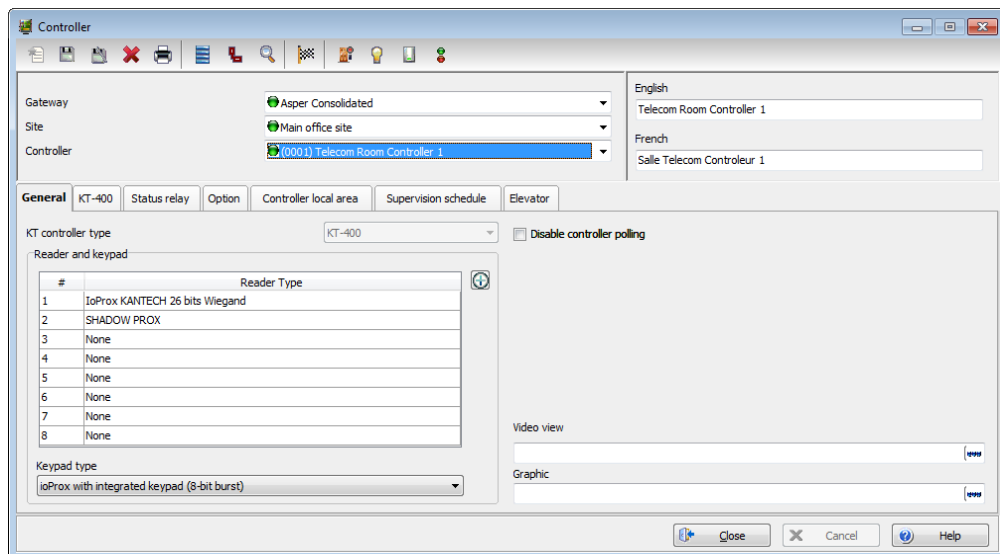 Controller
English
Gateway Asper Consolidated
Telecom Room Controller 1
Site Main office site
French
Controller (0001) Telecom Room Controller 1
Salle Telecom Controleur 1
General KT-400 Status relay Option Controller local area Supervision schedule Elevator
KT controller type KT-400 Disable controller polling
Reader and keypad
# Reader Type
1 IoProx KANTECH 26 bits Wiegand
2 SHADOW PROX
3 None
4 None
5 None
6 None
7 None
8 None
Video view
Keypad type
ioProx with integrated keypad (8-bit burst)
Graphic
Close Cancel Help